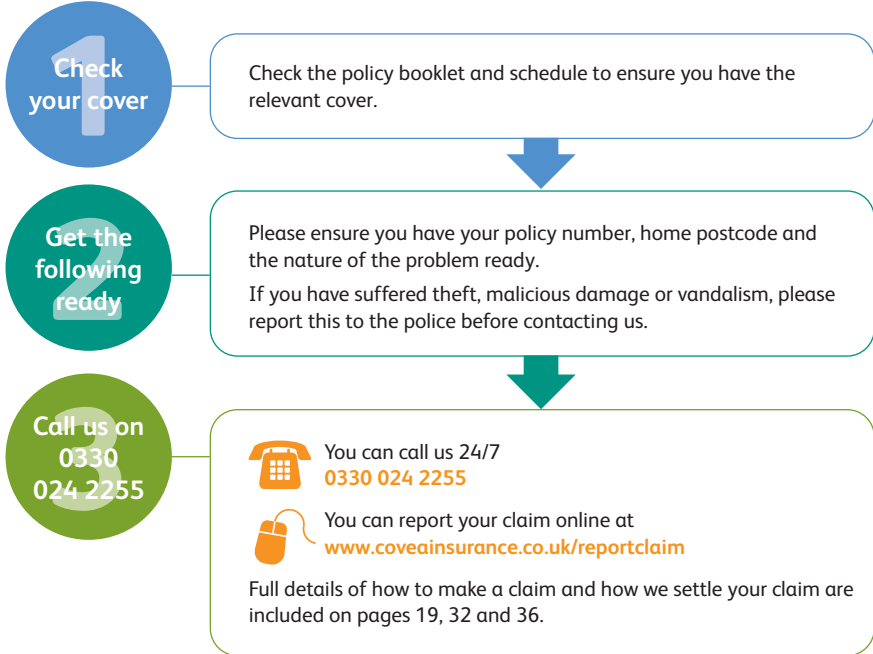 1
Check
your cover
Check the policy booklet and schedule to ensure you have the
relevant cover.
2
Get the
following
ready
Please ensure you have your policy number, home postcode and
the nature of the problem ready.
If you have suffered theft, malicious damage or vandalism, please
report this to the police before contacting us.
3
Call us on
0330
024 2255
You can call us 24/7
0330 024 2255
You can report your claim online at
www.coveainsurance.co.uk/reportclaim
Full details of how to make a claim and how we settle your claim are
included on pages 19, 32 and 36.